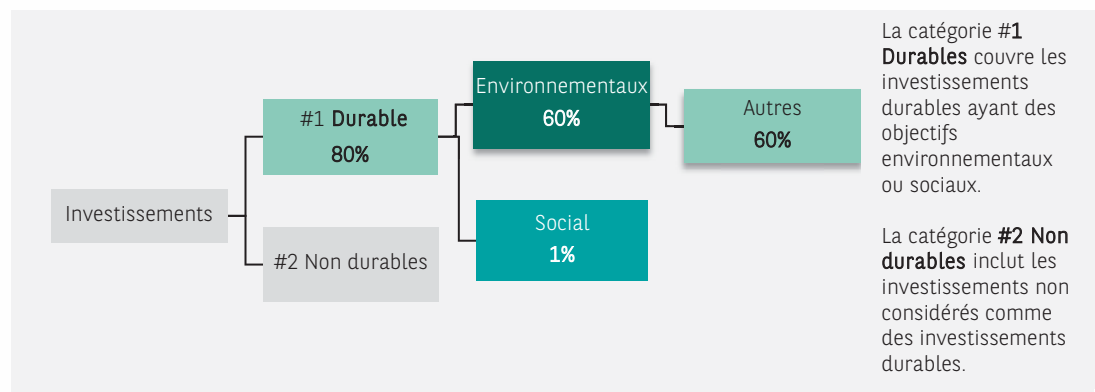 Investissements
#1 Durable
80%
#2 Non durables
Environnementaux
60%
Social
1%
Autres
60%
La catégorie #1
Durables couvre les
investissements
durables ayant des
objectifs
environnementaux
ou sociaux.
La catégorie #2 Non
durables inclut les
investissements non
considérés comme
des investissements
durables.